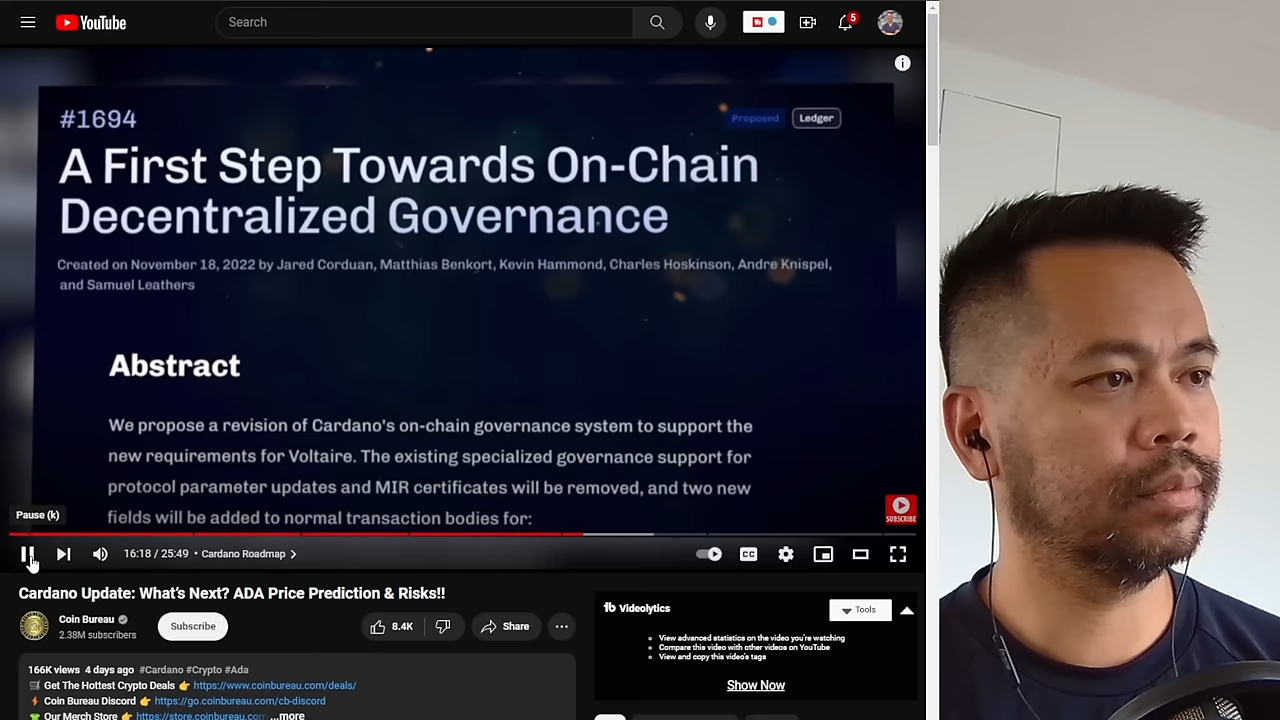 YouTube
Search
5
#1694
Proposed
Ledger
A First Step Towards On-Chain
Decentralized Governance
Created on November 18, 2022 by Jared Corduan, Matthias Benkort, Kevin Hammond, Charles Hoskinson, Andre Knispel,
and Samuel Leathers
Abstract
We propose a revision of Cardano's on-chain governance system to support the
new requirements for Voltaire. The existing specialized governance support for
protocol parameter updates and MIR certificates will be removed, and two new
fields will be added to normal transaction bodies for:
Pause (k)
SUBSCRIBE
16:18 / 25:49 • Cardano Roadmap
CC
Cardano Update: What's Next? ADA Price Prediction & Risks!!
Coin Bureau
2.38M subscribers
Subscribe
8.4K
Share
166K views 4 days ago #Cardano #Crypto #Ada
🛒 Get The Hottest Crypto Deals 👉 https://www.coinbureau.com/deals/
⚡ Coin Bureau Discord 👉 https://go.coinbureau.com/cb-discord
👕 Our Merch Store 👉 https://store.coinbureau.com ...more
tb Videolytics
Tools
View advanced statistics on the video you're watching
Compare this video with other videos on YouTube
View and copy this video's tags
Show Now